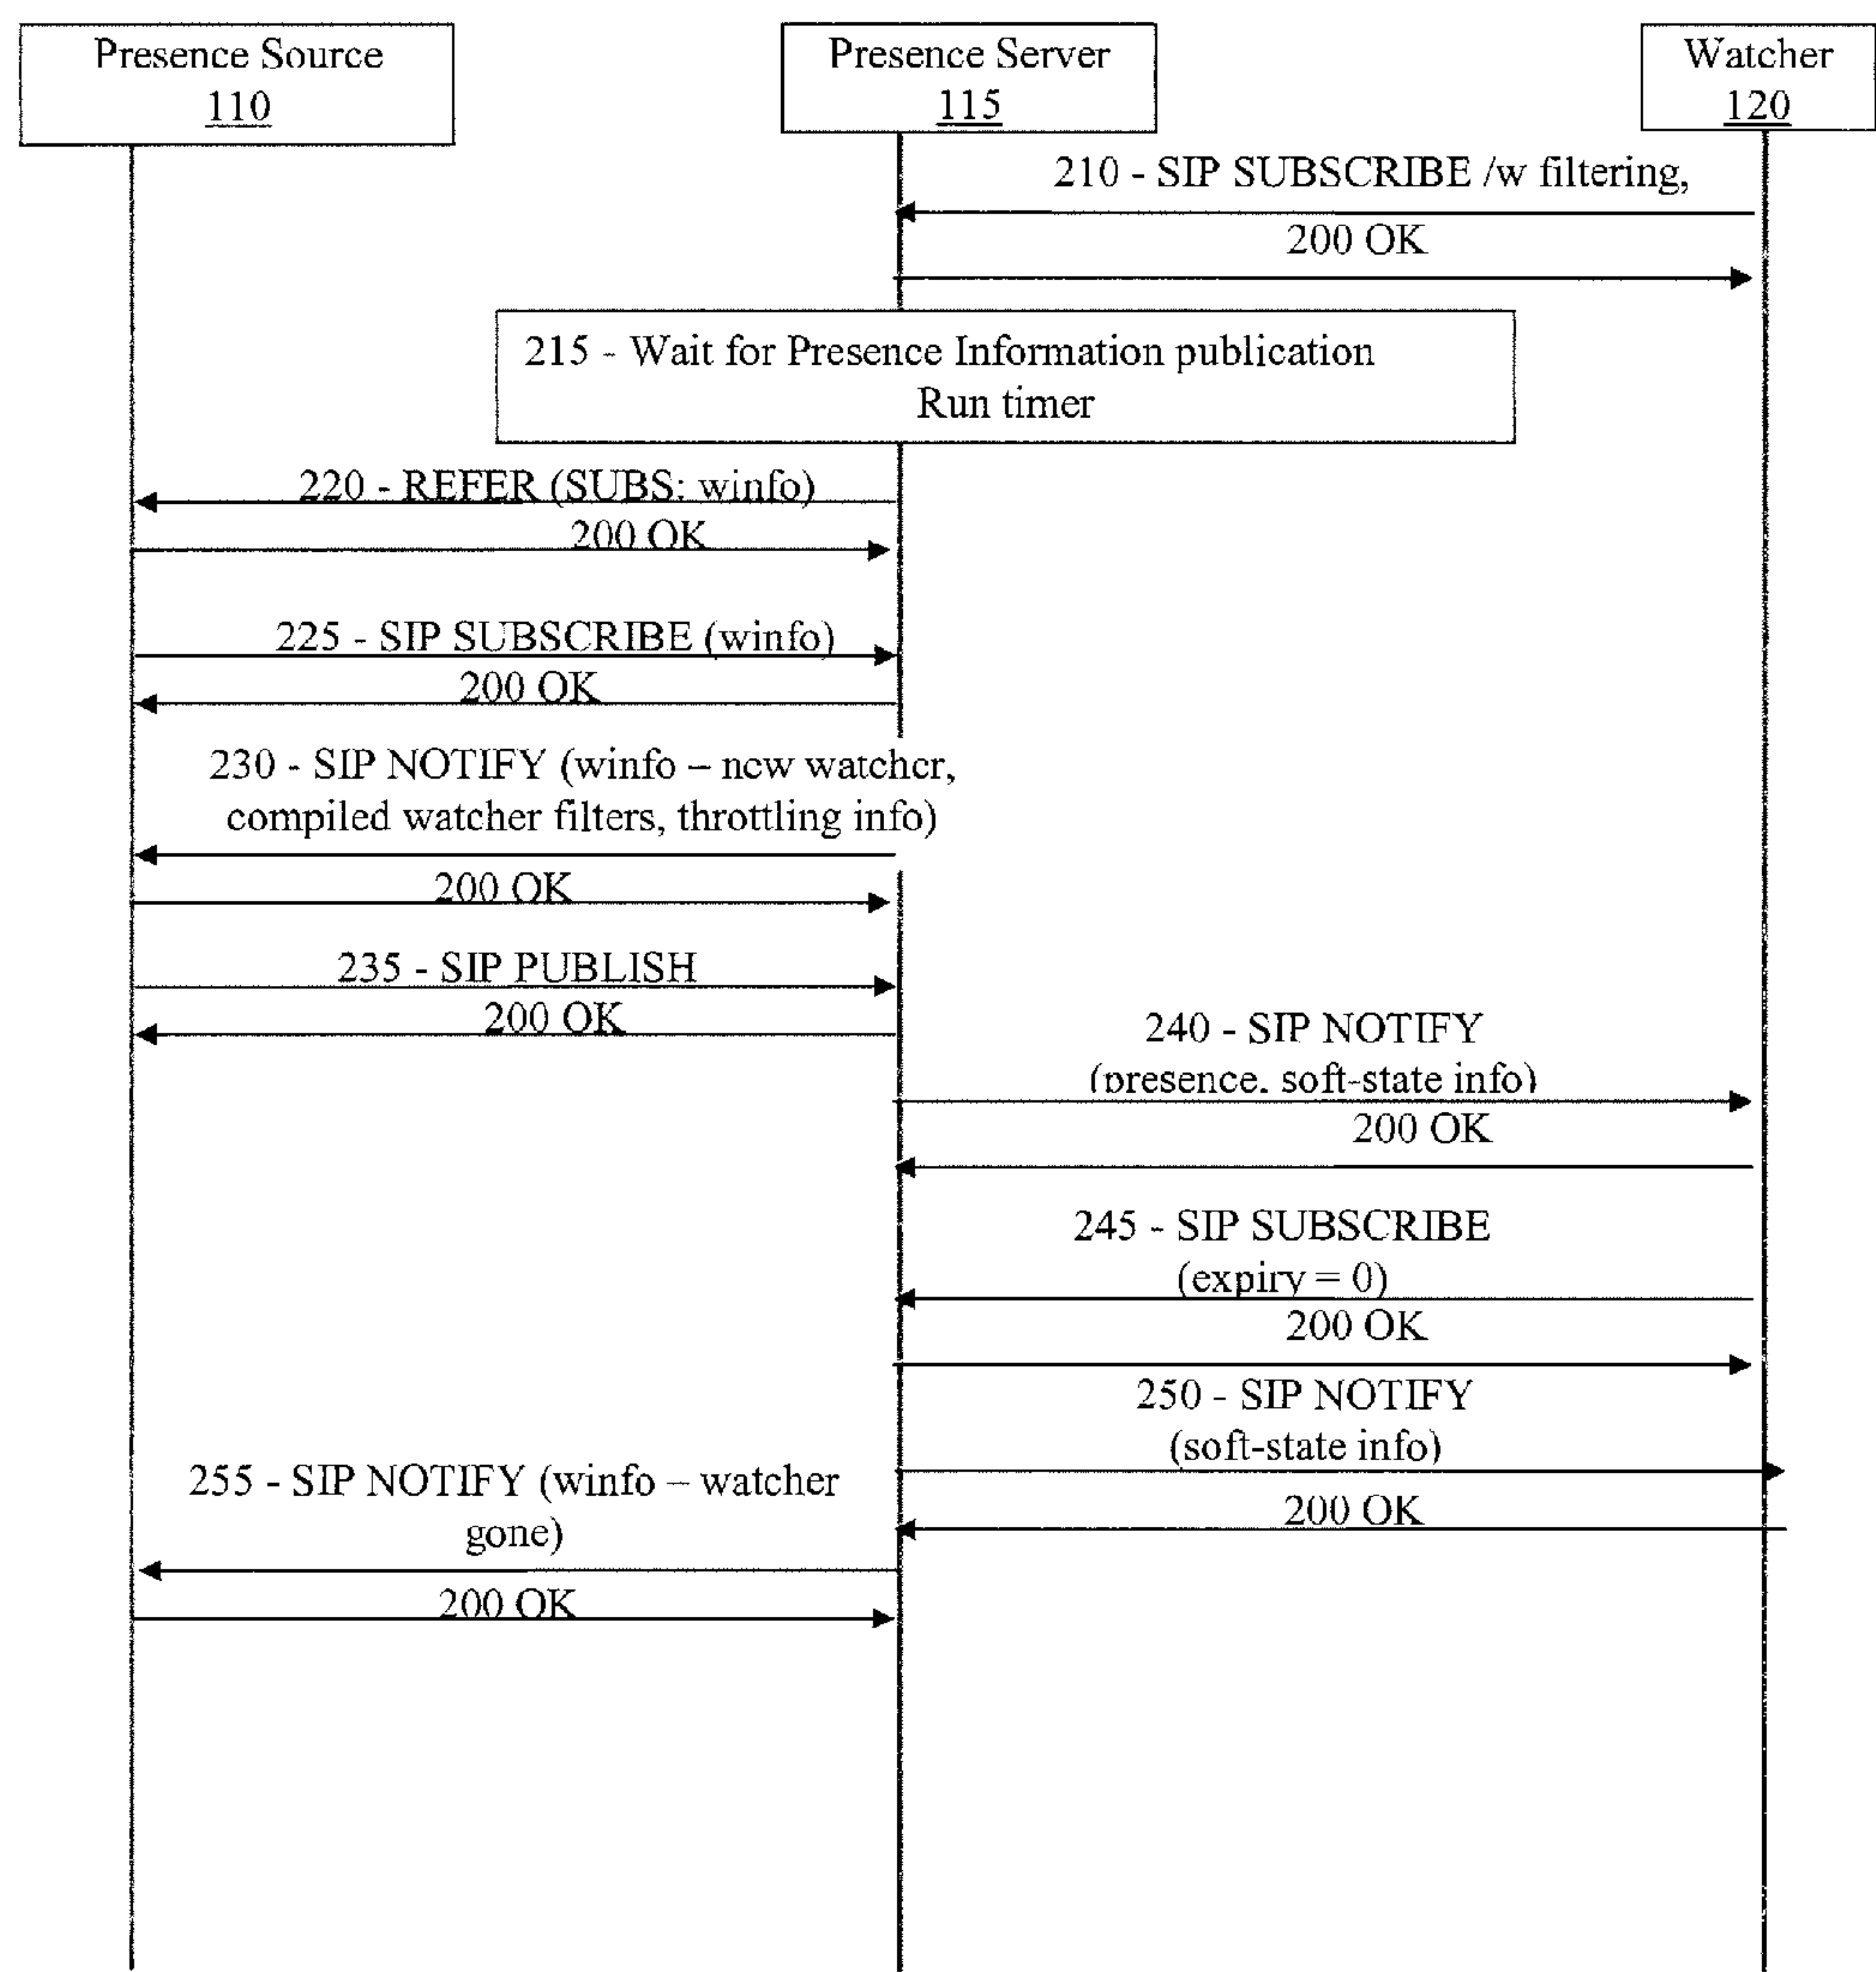 Presence Source
110
Presence Server
115
Watcher
120
210 - SIP SUBSCRIBE /w filtering,
200 OK
215 - Wait for Presence Information publication
Run timer
220 - REFER (SUBS: winfo)
200 OK
225 - SIP SUBSCRIBE (winfo)
200 OK
230 - SIP NOTIFY (winfo – new watcher,
compiled watcher filters, throttling info)
200 OK
235 - SIP PUBLISH
200 OK
240 - SIP NOTIFY
(presence, soft-state info)
200 OK
245 - SIP SUBSCRIBE
(expiry = 0)
200 OK
250 - SIP NOTIFY
(soft-state info)
200 OK
255 - SIP NOTIFY (winfo – watcher
gone)
200 OK